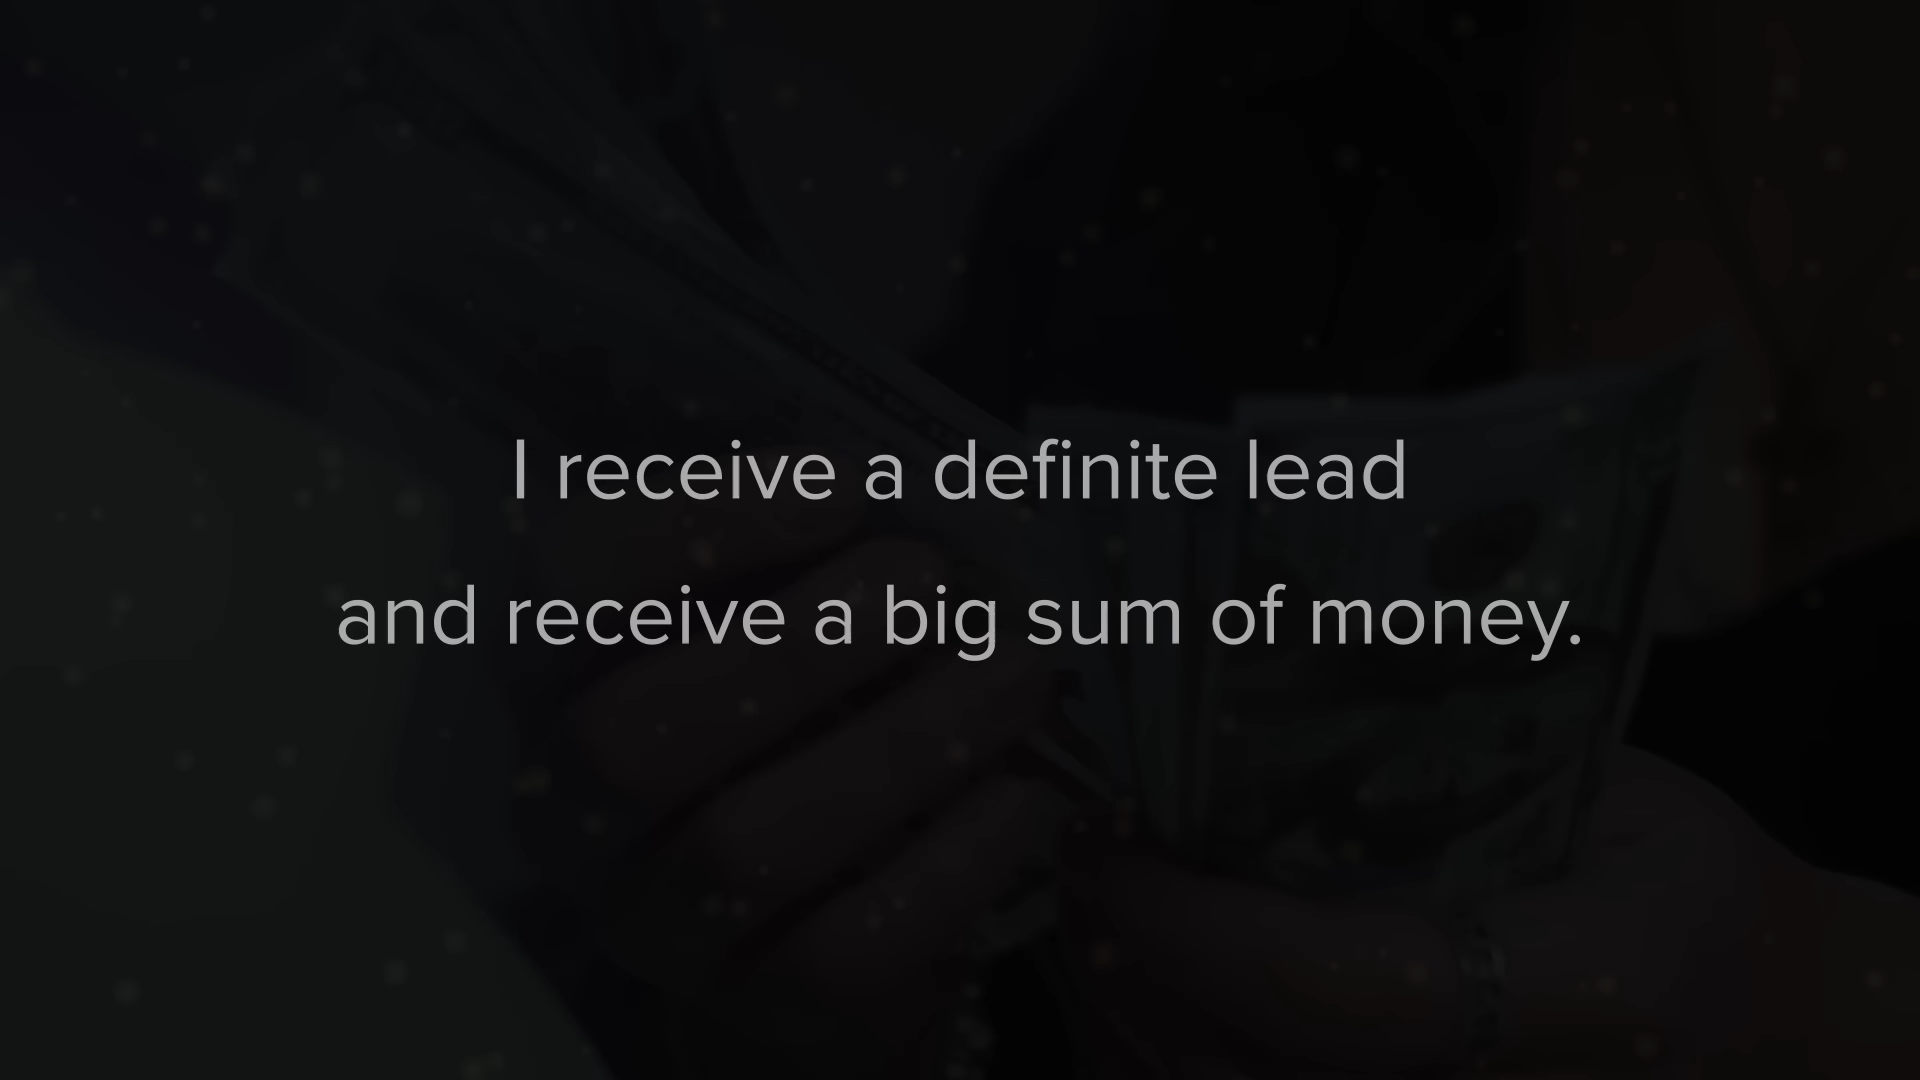 I receive a definite lead
and receive a big sum of money.